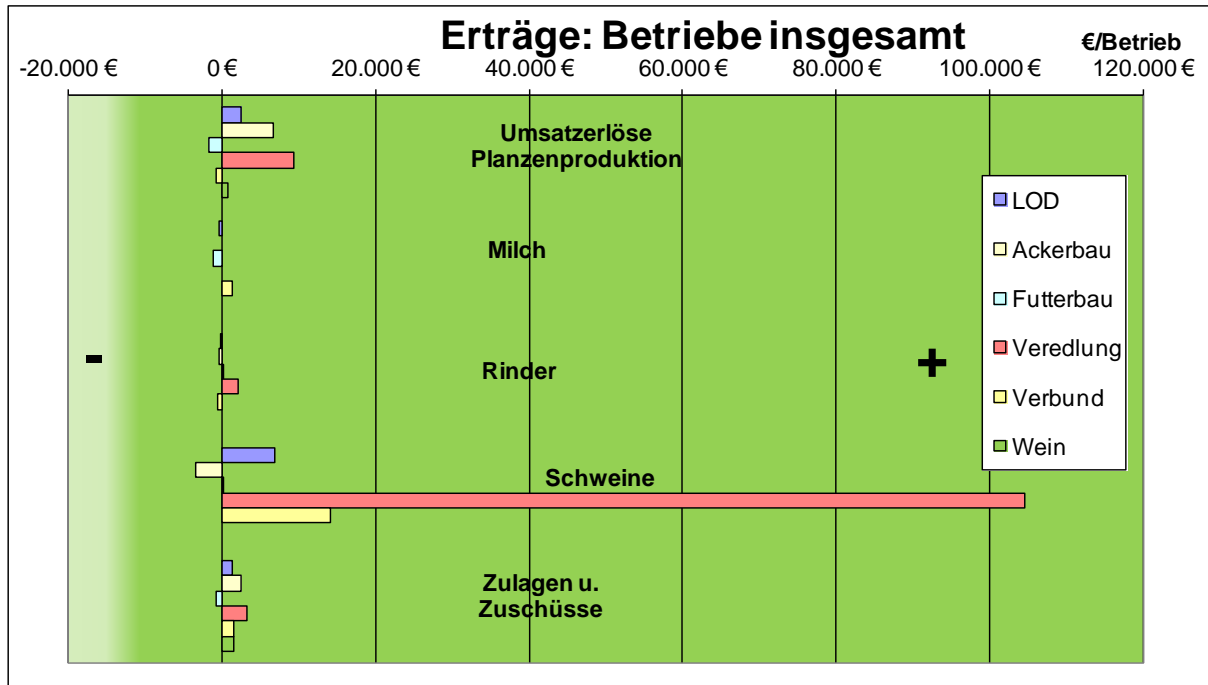 Erträge: Betriebe insgesamt
€/Betrieb
-20.000 € 0 € 20.000 € 40.000 € 60.000 € 80.000 € 100.000 € 120.000 €
Umsatzerlöse
Planzenproduktion
Milch
Rinder
Schweine
Zulagen u.
Zuschüsse
-
+
LOD
Ackerbau
Futterbau
Veredlung
Verbund
Wein